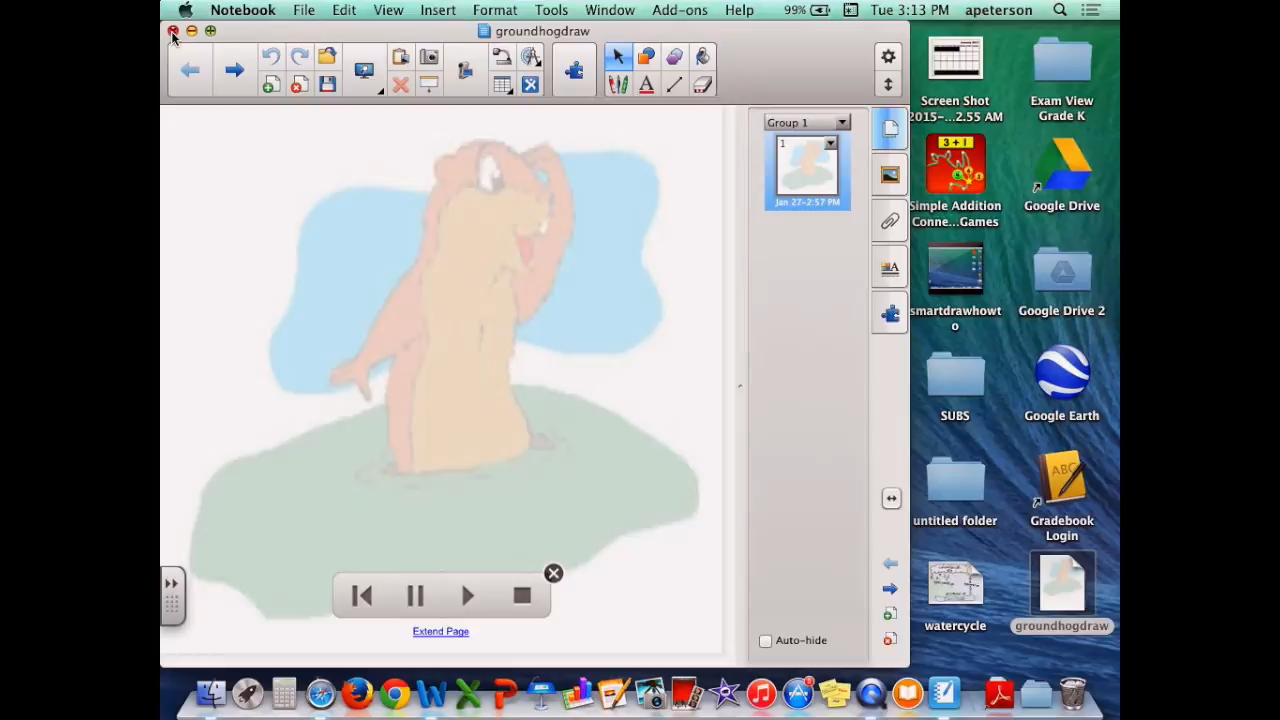 Notebook File Edit View Insert Format Tools Window Add-ons Help 99% Tue 3:13 PM apeterson
groundhogdraw
Group 1
1
Jan 27-2:57 PM
Extend Page
Auto-hide
Screen Shot
2015-...2.55 AM
Exam View
Grade K
3 + 1
Simple Addition
Conne...Games
Google Drive
smartdrawhowt
o
Google Drive 2
SUBS
Google Earth
ABC
untitled folder
Gradebook
Login
watercycle
groundhogdraw